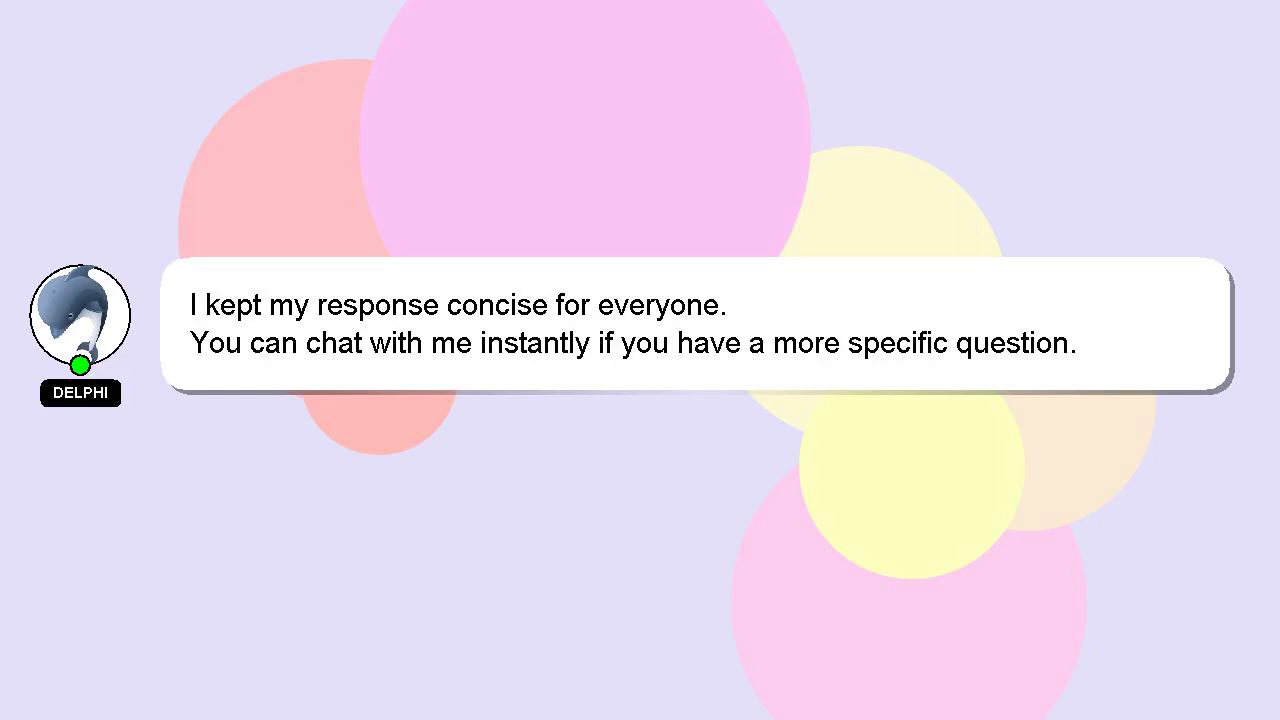 I kept my response concise for everyone.
You can chat with me instantly if you have a more specific question.
DELPHI